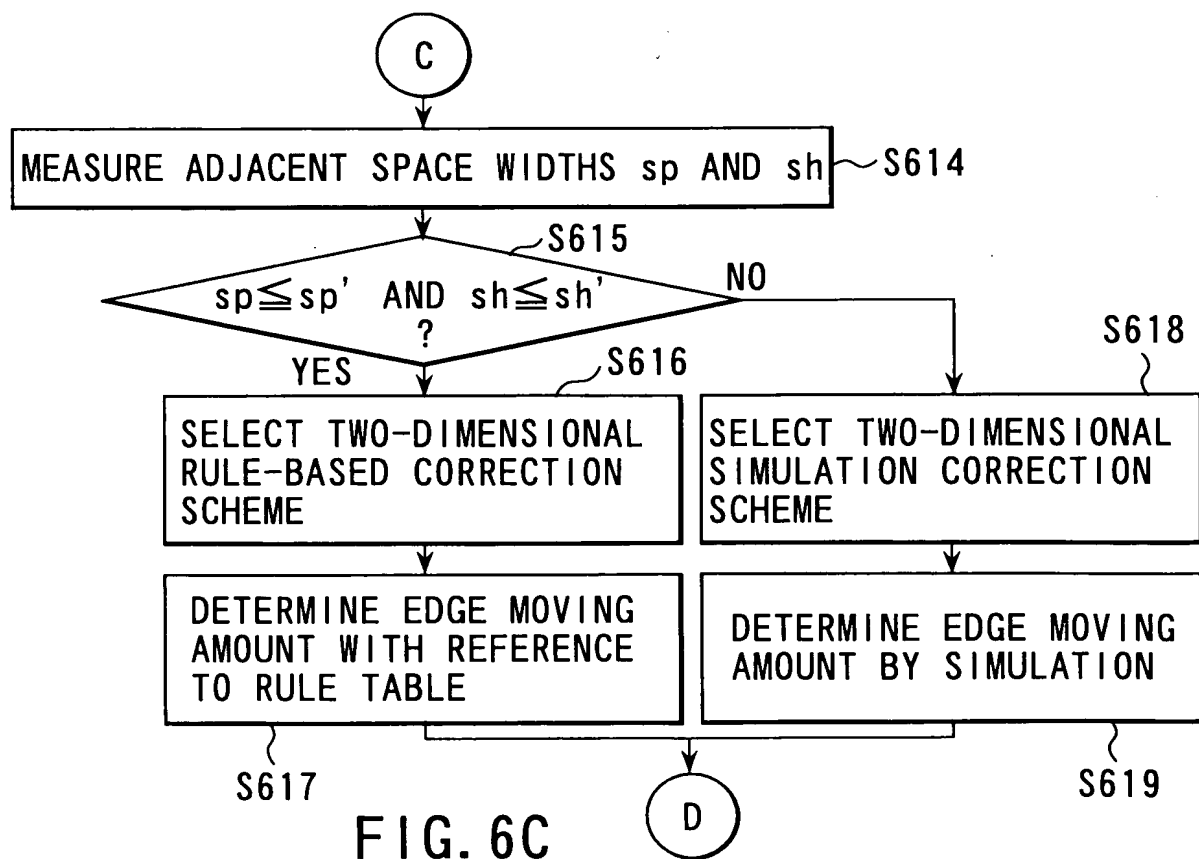 C
MEASURE ADJACENT SPACE WIDTHS sp AND sh
S614
S615
sp≦sp' AND sh≦sh'
?
NO
YES
S616
S618
SELECT TWO-DIMENSIONAL
RULE-BASED CORRECTION
SCHEME
SELECT TWO-DIMENSIONAL
SIMULATION CORRECTION
SCHEME
DETERMINE EDGE MOVING
AMOUNT WITH REFERENCE
TO RULE TABLE
DETERMINE EDGE MOVING
AMOUNT BY SIMULATION
S617
S619
D
FIG. 6C